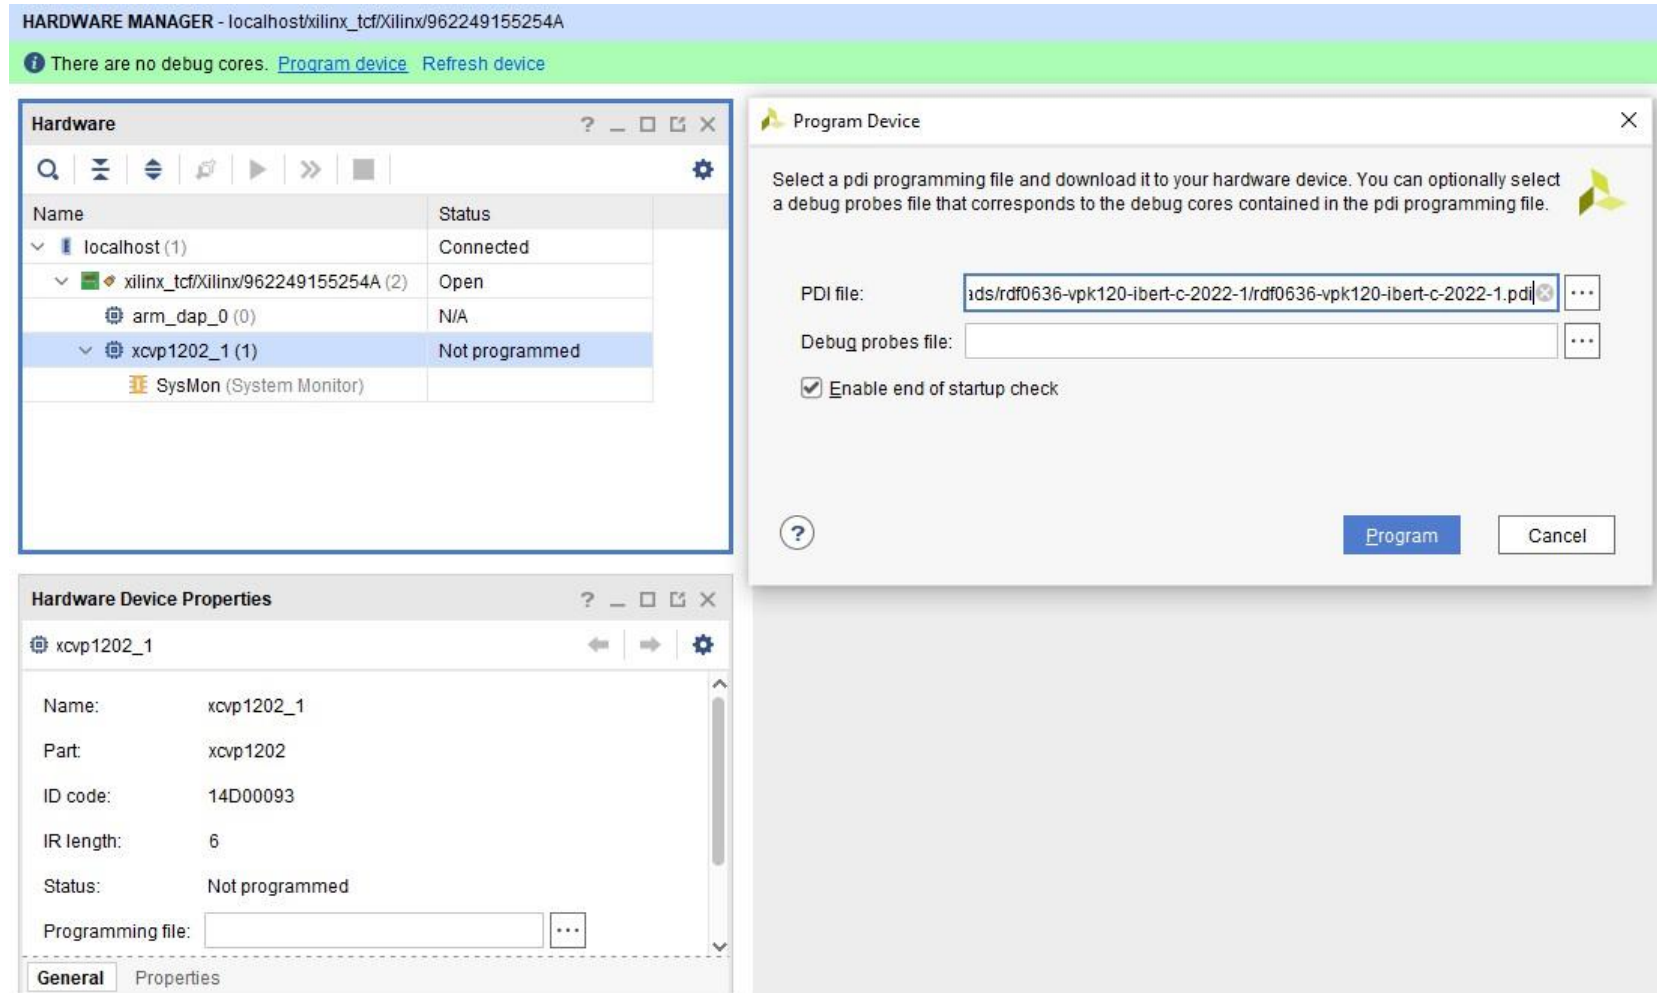 HARDWARE MANAGER - localhost/xilinx_tcf/Xilinx/962249155254A
There are no debug cores. Program device Refresh device
Hardware
Name Status
localhost (1) Connected
xilinx_tcf/Xilinx/962249155254A (2) Open
arm_dap_0 (0) N/A
xcvp1202_1 (1) Not programmed
SysMon (System Monitor)
Program Device
Select a pdi programming file and download it to your hardware device. You can optionally select
a debug probes file that corresponds to the debug cores contained in the pdi programming file.
PDI file: ads/rdf0636-vpk120-ibert-c-2022-1/rdf0636-vpk120-ibert-c-2022-1.pdi
Debug probes file:
Enable end of startup check
Program Cancel
Hardware Device Properties
xcvp1202_1
Name: xcvp1202_1
Part: xcvp1202
ID code: 14D00093
IR length: 6
Status: Not programmed
Programming file:
General Properties